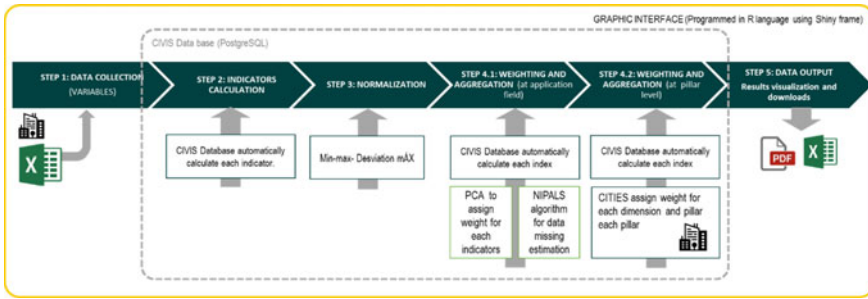 GRAPHIC INTERFACE (Programmed in R language using Shiny frame)
CIVIS Data base (PostgreSQL)
STEP 1: DATA COLLECTION
(VARIABLES)
STEP 2: INDICATORS
CALCULATION
STEP 3: NORMALIZATION
STEP 4.1: WEIGHTING AND
AGGREGATION (at application
field)
STEP 4.2: WEIGHTING AND
AGGREGATION (at pillar
level)
STEP 5: DATA OUTPUT
Results visualization and
downloads
CIVIS Database automatically
calculate each indicator.
Min-max- Desviation mÁX
CIVIS Database automatically
calculate each index
CIVIS Database automatically
calculate each index
PCA to
assign
weight for
each
indicators
NIPALS
algorithm
for data
missing
estimation
CITIES assign weight for
each dimension and pillar
each pillar
X
PDF
X